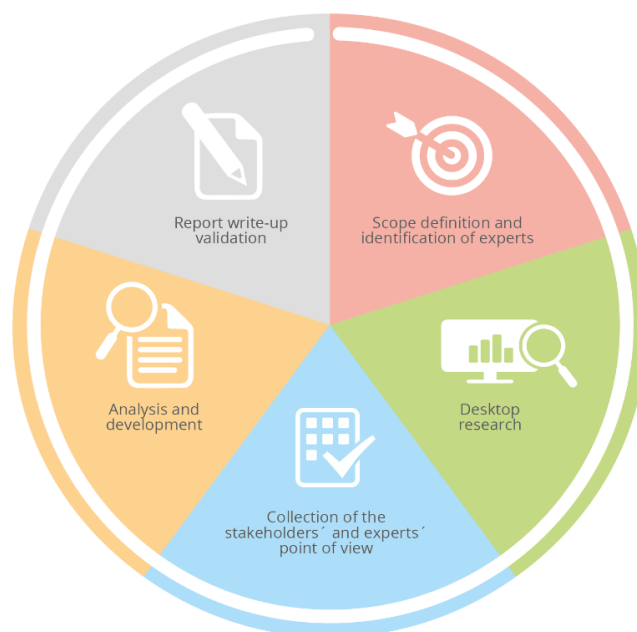 Report write-up
validation
Scope definition and
identification of experts
Analysis and
development
Desktop
research
Collection of the
stakeholders´ and experts´
point of view